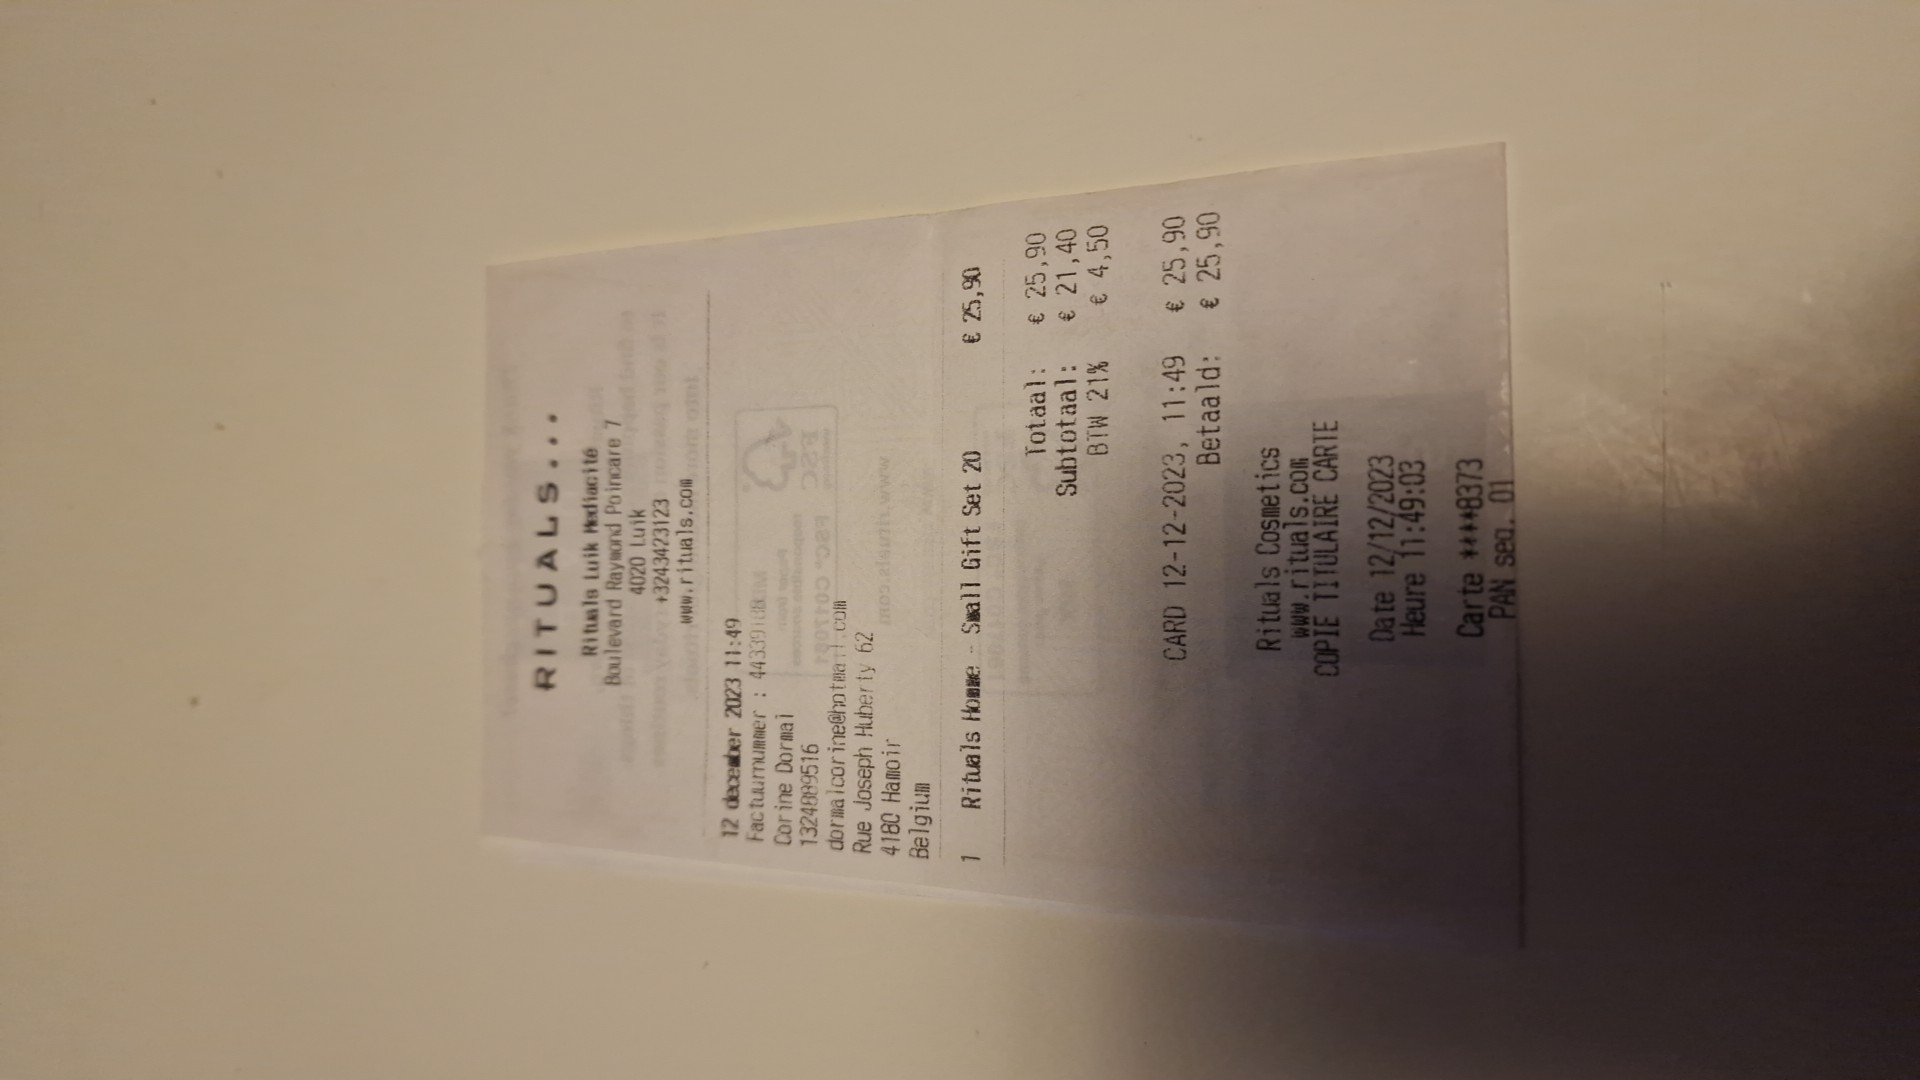 RITUALS...
Rituals Luik Mediacité
Boulevard Raymond Poincare 7
4020 Luik
+3243423123
www.rituals.com
12 december 2023 11:49
Factuurnummer :
Corine Dormal
1324809516
dormalcorine@hotmail.com
Rue Joseph Huberty 62
4180 Hamoir
Belgium
1 Rituals Homme - Small Gift Set 20 € 25,90
Totaal: € 25,90
Subtotaal: € 21,40
BTW 21% € 4,50
CARD 12-12-2023, 11:49 € 25,90
Betaald: € 25,90
Rituals Cosmetics
www.rituals.com
COPIE TITULAIRE CARTE
Date 12/12/2023
Heure 11:49:03
Carte ****8373
PAN seq. 01